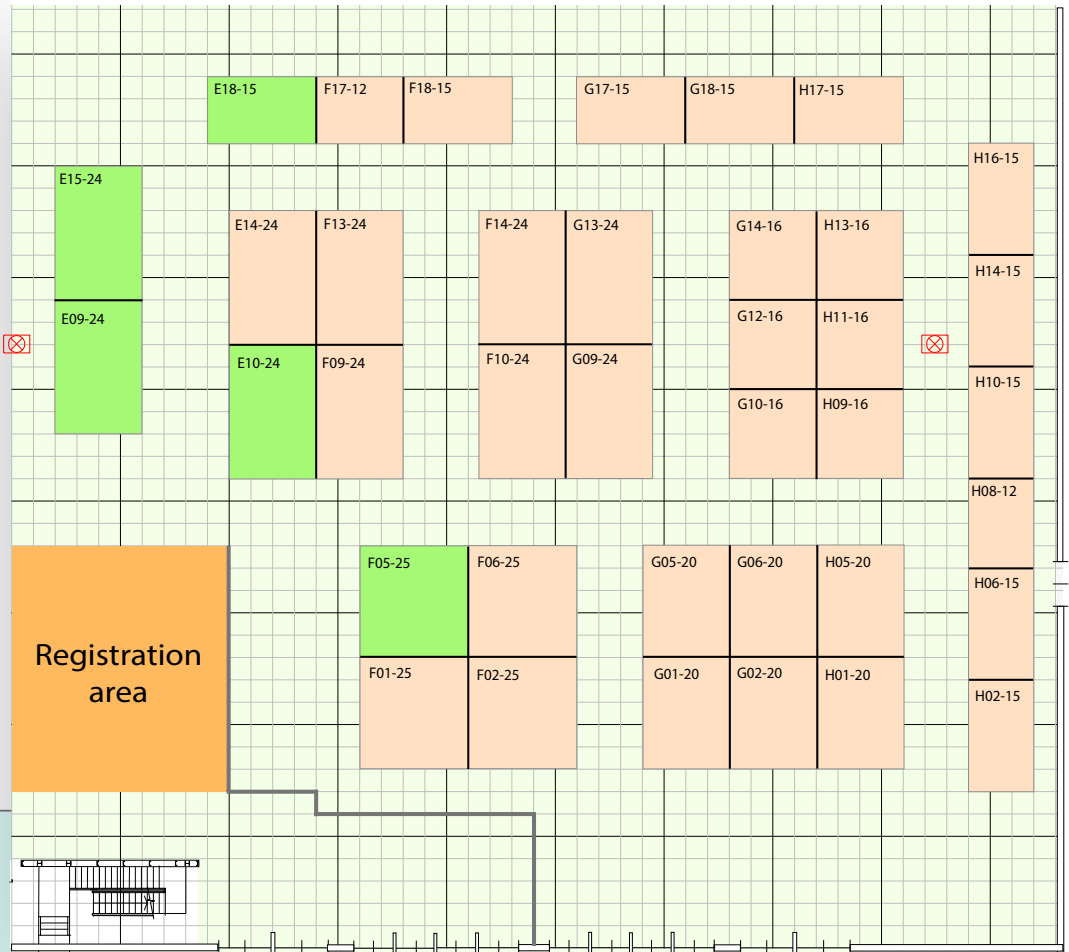 E18-15
F17-12
F18-15
G17-15
G18-15
H17-15
H16-15
E15-24
E14-24
F13-24
F14-24
G13-24
G14-16
H13-16
H14-15
E09-24
G12-16
H11-16
E10-24
F09-24
F10-24
G09-24
H10-15
G10-16
H09-16
H08-12
F05-25
F06-25
G05-20
G06-20
H05-20
H06-15
Registration
area
F01-25
F02-25
G01-20
G02-20
H01-20
H02-15